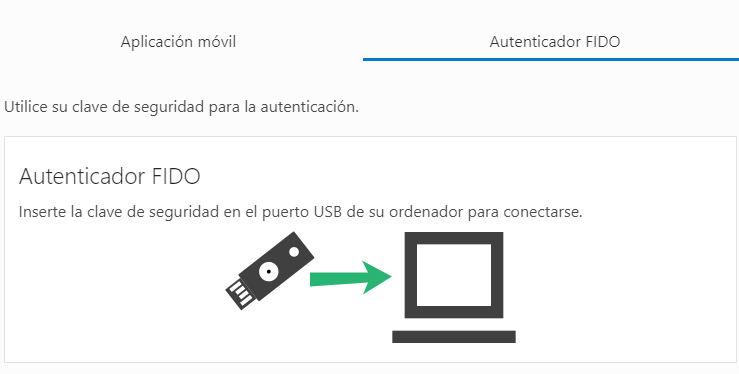 Aplicación móvil
Autenticador FIDO
Utilice su clave de seguridad para la autenticación.
Autenticador FIDO
Inserte la clave de seguridad en el puerto USB de su ordenador para conectarse.